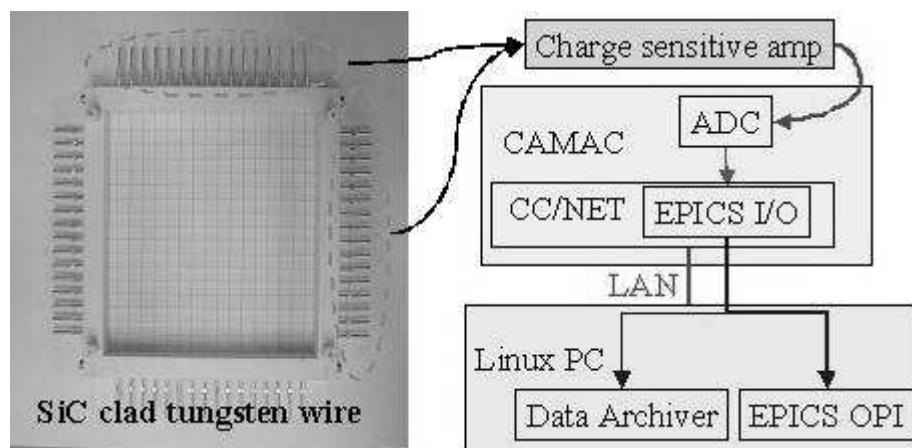 Charge sensitive amp
ADC
CAMAC
CC/NET
EPICS I/O
LAN
Linux PC
Data Archiver
EPICS OPI
SiC clad tungsten wire